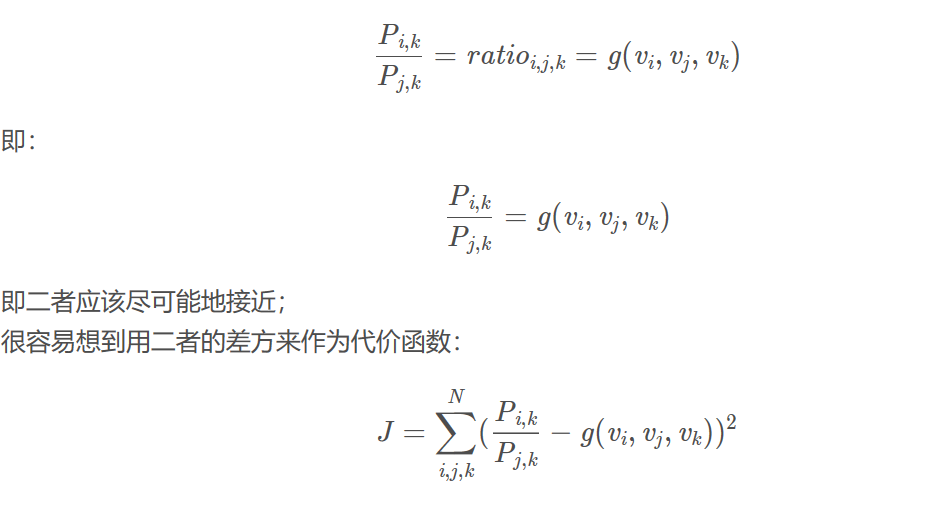 $$\frac{P_{i,k}}{P_{j,k}} = ratio_{i,j,k} = g(v_i, v_j, v_k)$$
即：
$$\frac{P_{i,k}}{P_{j,k}} = g(v_i, v_j, v_k)$$
即二者应该尽可能地接近；
很容易想到用二者的差方来作为代价函数：
$$J = \sum_{i,j,k}^{N} (\frac{P_{i,k}}{P_{j,k}} - g(v_i, v_j, v_k))^2$$